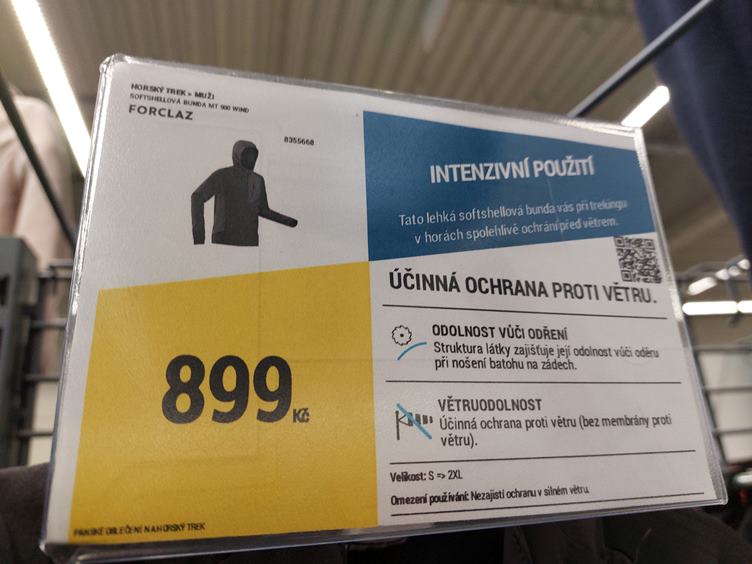 HORSKÝ TREK > MUŽI
SOFTSHELLOVÁ BUNDA MT 900 WIND
FORCLAZ
8355668
INTENZIVNÍ POUŽITÍ
Tato lehká softshellová bunda vás při trekingu
v horách spolehlivě ochrání před větrem.
ÚČINNÁ OCHRANA PROTI VĚTRU.
ODOLNOST VŮČI ODŘENÍ
Struktura látky zajišťuje její odolnost vůči oděru
při nošení batohu na zádech.
899 Kč
VĚTRUODOLNOST
Účinná ochrana proti větru (bez membrány proti
větru).
Velikost: S => 2XL
Omezení používání: Nezajistí ochranu v silném větru.
PÁNSKÉ OBLEČENÍ NA HORSKÝ TREK